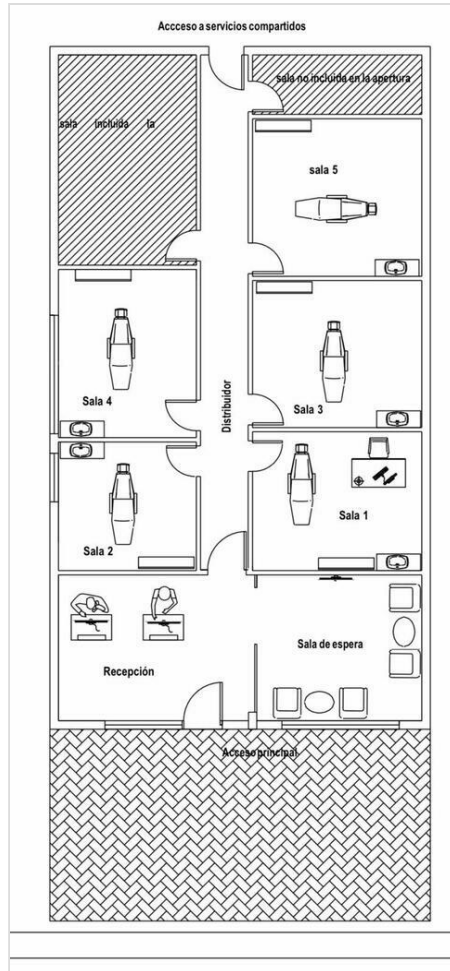 Accceso a servicios compartidos
sala no incluida en la apertura
sala incluida la
sala 5
Sala 4
Sala 3
Distribuidor
Sala 2
Sala 1
Recepción
Sala de espera
Acceso principal